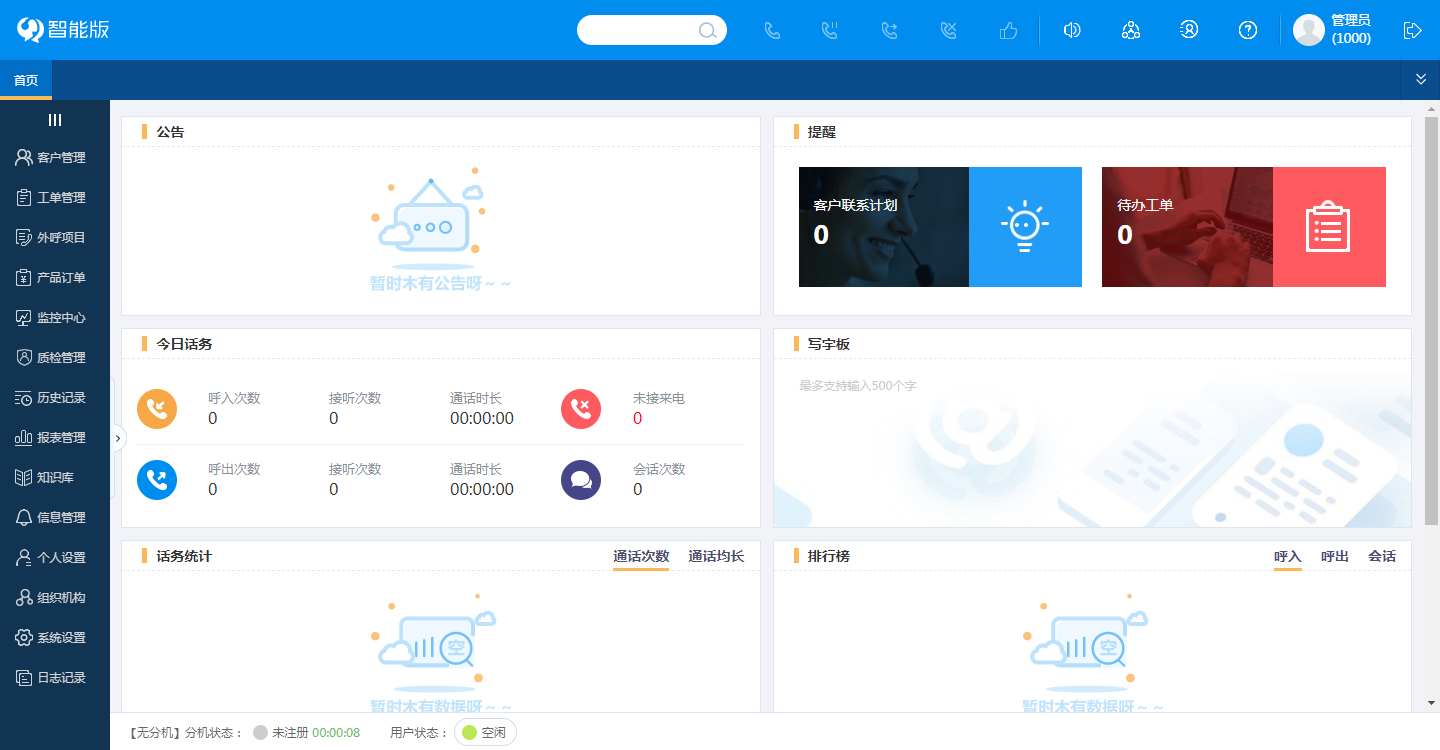 智能版
管理员
(1000)
首页
客户管理
工单管理
外呼项目
产品订单
监控中心
质检管理
历史记录
报表管理
知识库
信息管理
个人设置
组织机构
系统设置
日志记录
公告
暂时木有公告呀~ ~
提醒
客户联系计划
0
待办工单
0
今日话务
呼入次数 接听次数 通话时长 未接来电
0 0 00:00:00 0
呼出次数 接听次数 通话时长 会话次数
0 0 00:00:00 0
写字板
最多支持输入500个字
话务统计 通话次数 通话均长
空
暂时木有数据呀~ ~
排行榜 呼入 呼出 会话
空
暂时木有数据呀~ ~
【无分机】分机状态： 未注册 00:00:08 用户状态： 空闲